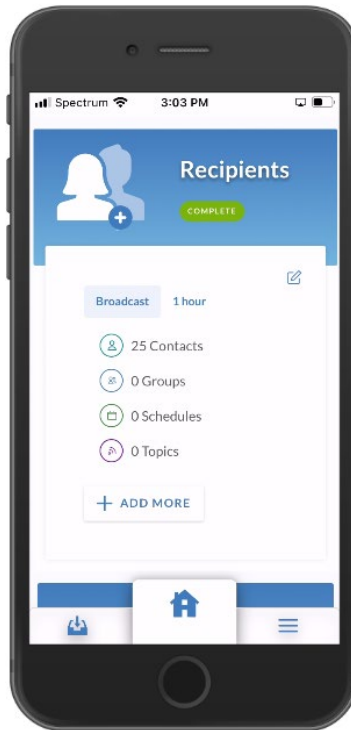 Spectrum 3:03 PM
Recipients
COMPLETE
Broadcast 1 hour
25 Contacts
0 Groups
0 Schedules
0 Topics
+ ADD MORE